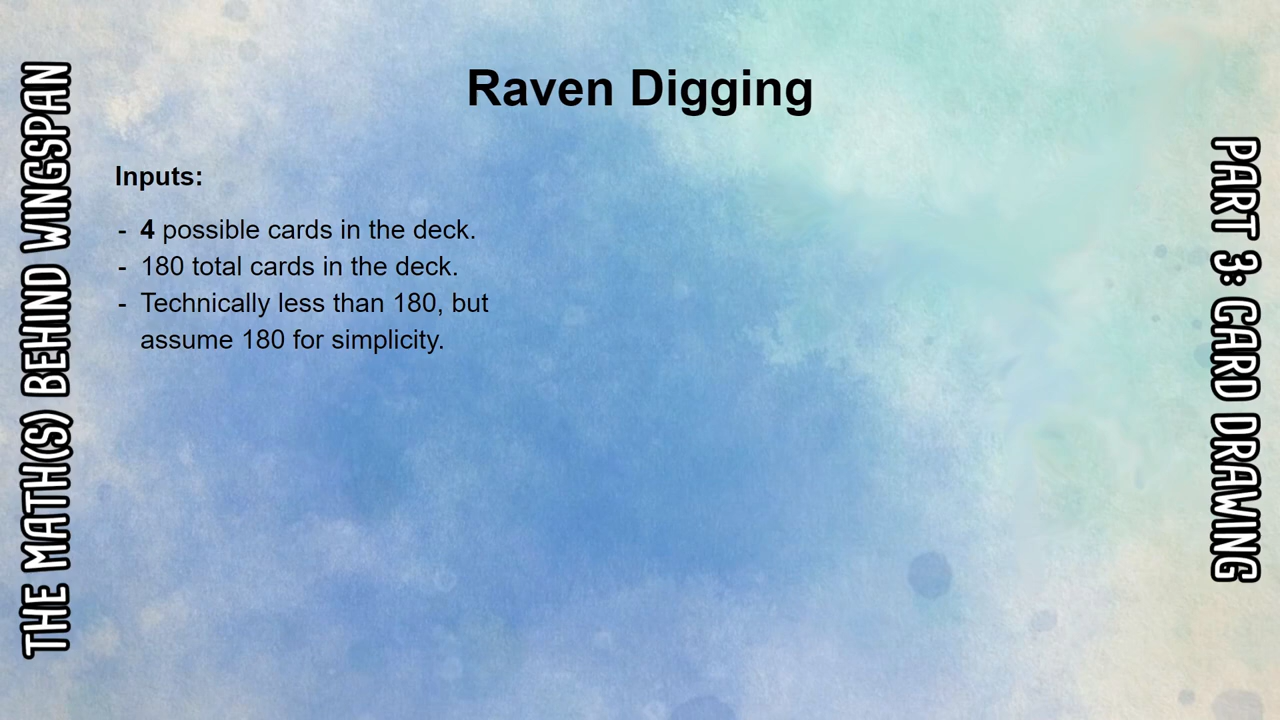 THE MATH(S) BEHIND WINGSPAN
Raven Digging
Inputs:
- 4 possible cards in the deck.
- 180 total cards in the deck.
- Technically less than 180, but
assume 180 for simplicity.
PART 3: CARD DRAWING